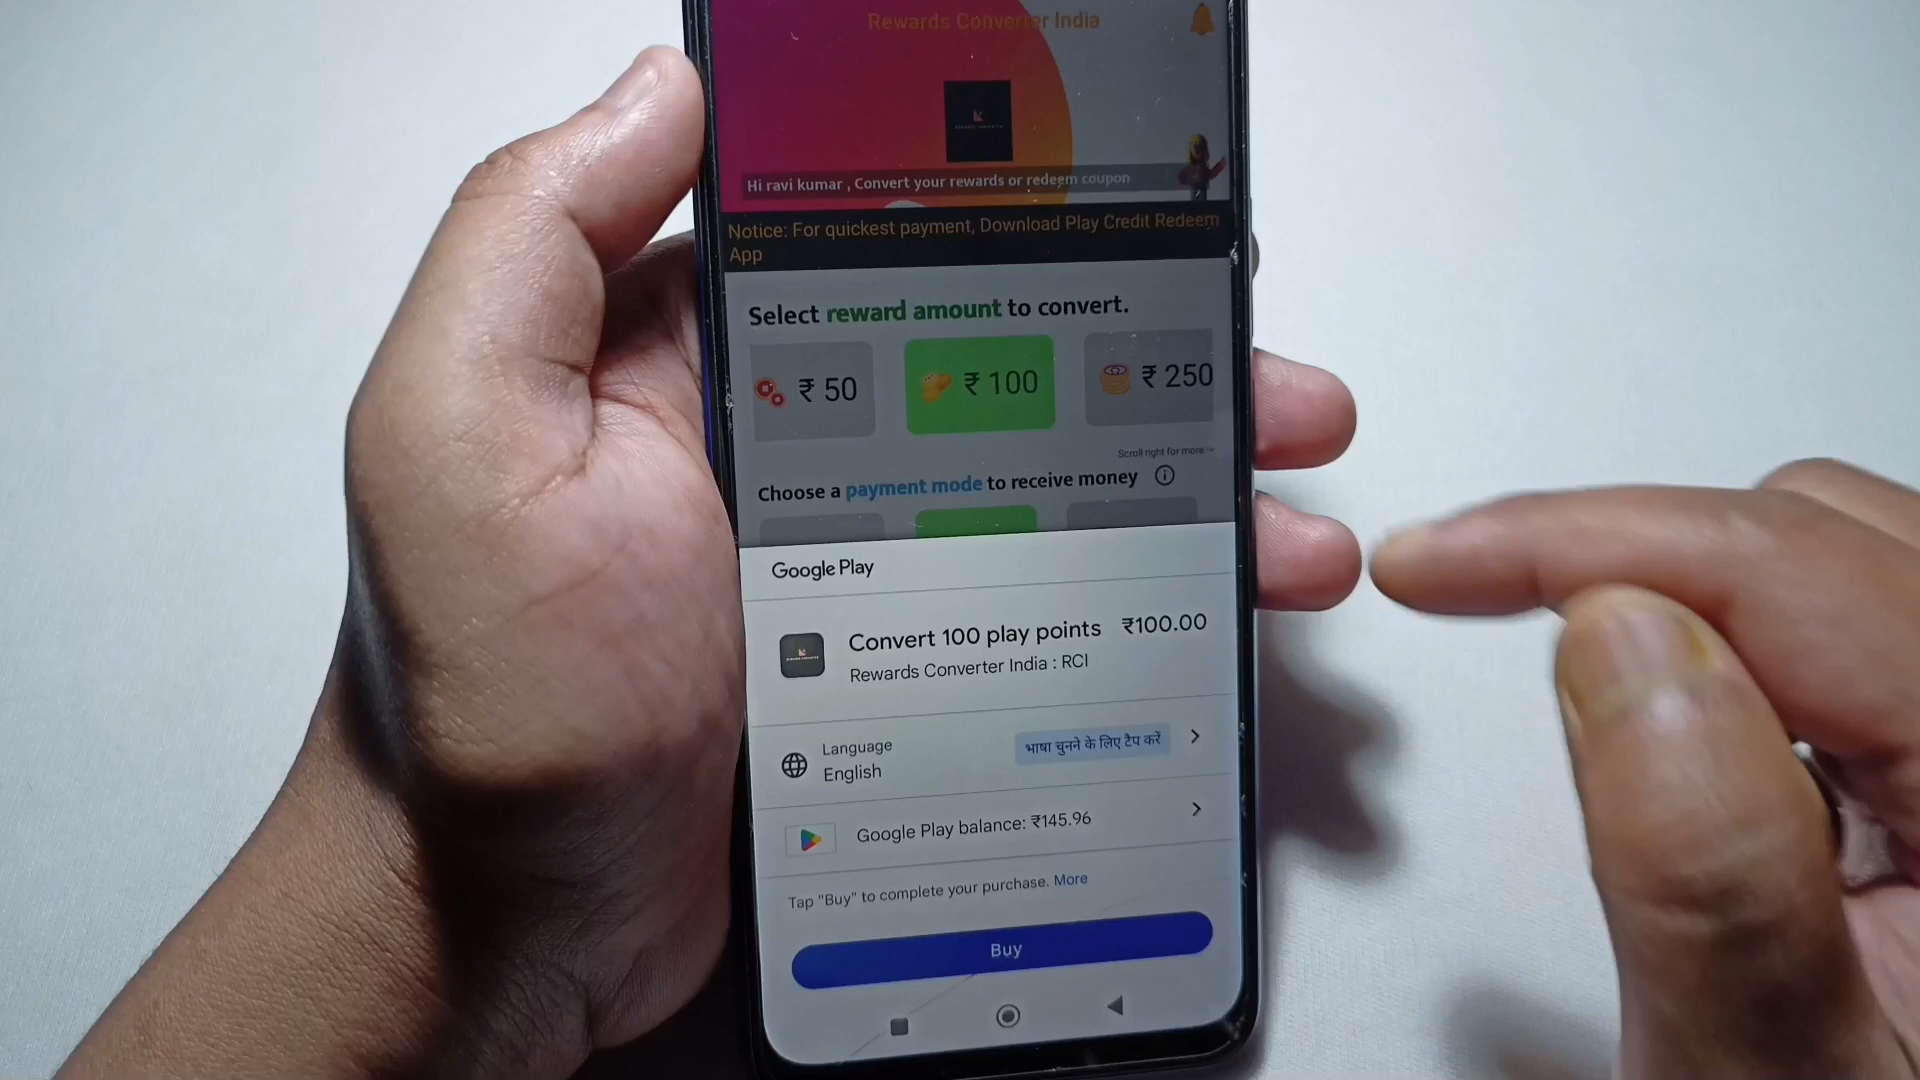 Rewards Converter India
Hi ravi kumar , Convert your rewards or redeem coupon
Notice: For quickest payment, Download Play Credit Redeem
App
Select reward amount to convert.
₹ 50
₹ 100
₹ 250
Scroll right for more →
Choose a payment mode to receive money
Google Play
Convert 100 play points ₹100.00
Rewards Converter India : RCI
Language
English
भाषा चुनने के लिए टैप करें
Google Play balance: ₹145.96
Tap "Buy" to complete your purchase. More
Buy